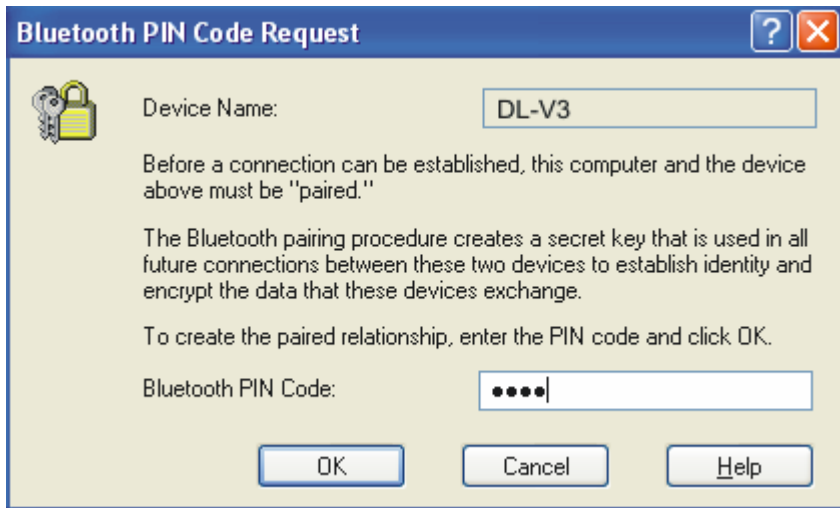 Bluetooth PIN Code Request
Device Name: DL-V3
Before a connection can be established, this computer and the device
above must be "paired."
The Bluetooth pairing procedure creates a secret key that is used in all
future connections between these two devices to establish identity and
encrypt the data that these devices exchange.
To create the paired relationship, enter the PIN code and click OK.
Bluetooth PIN Code: ••••
OK Cancel Help